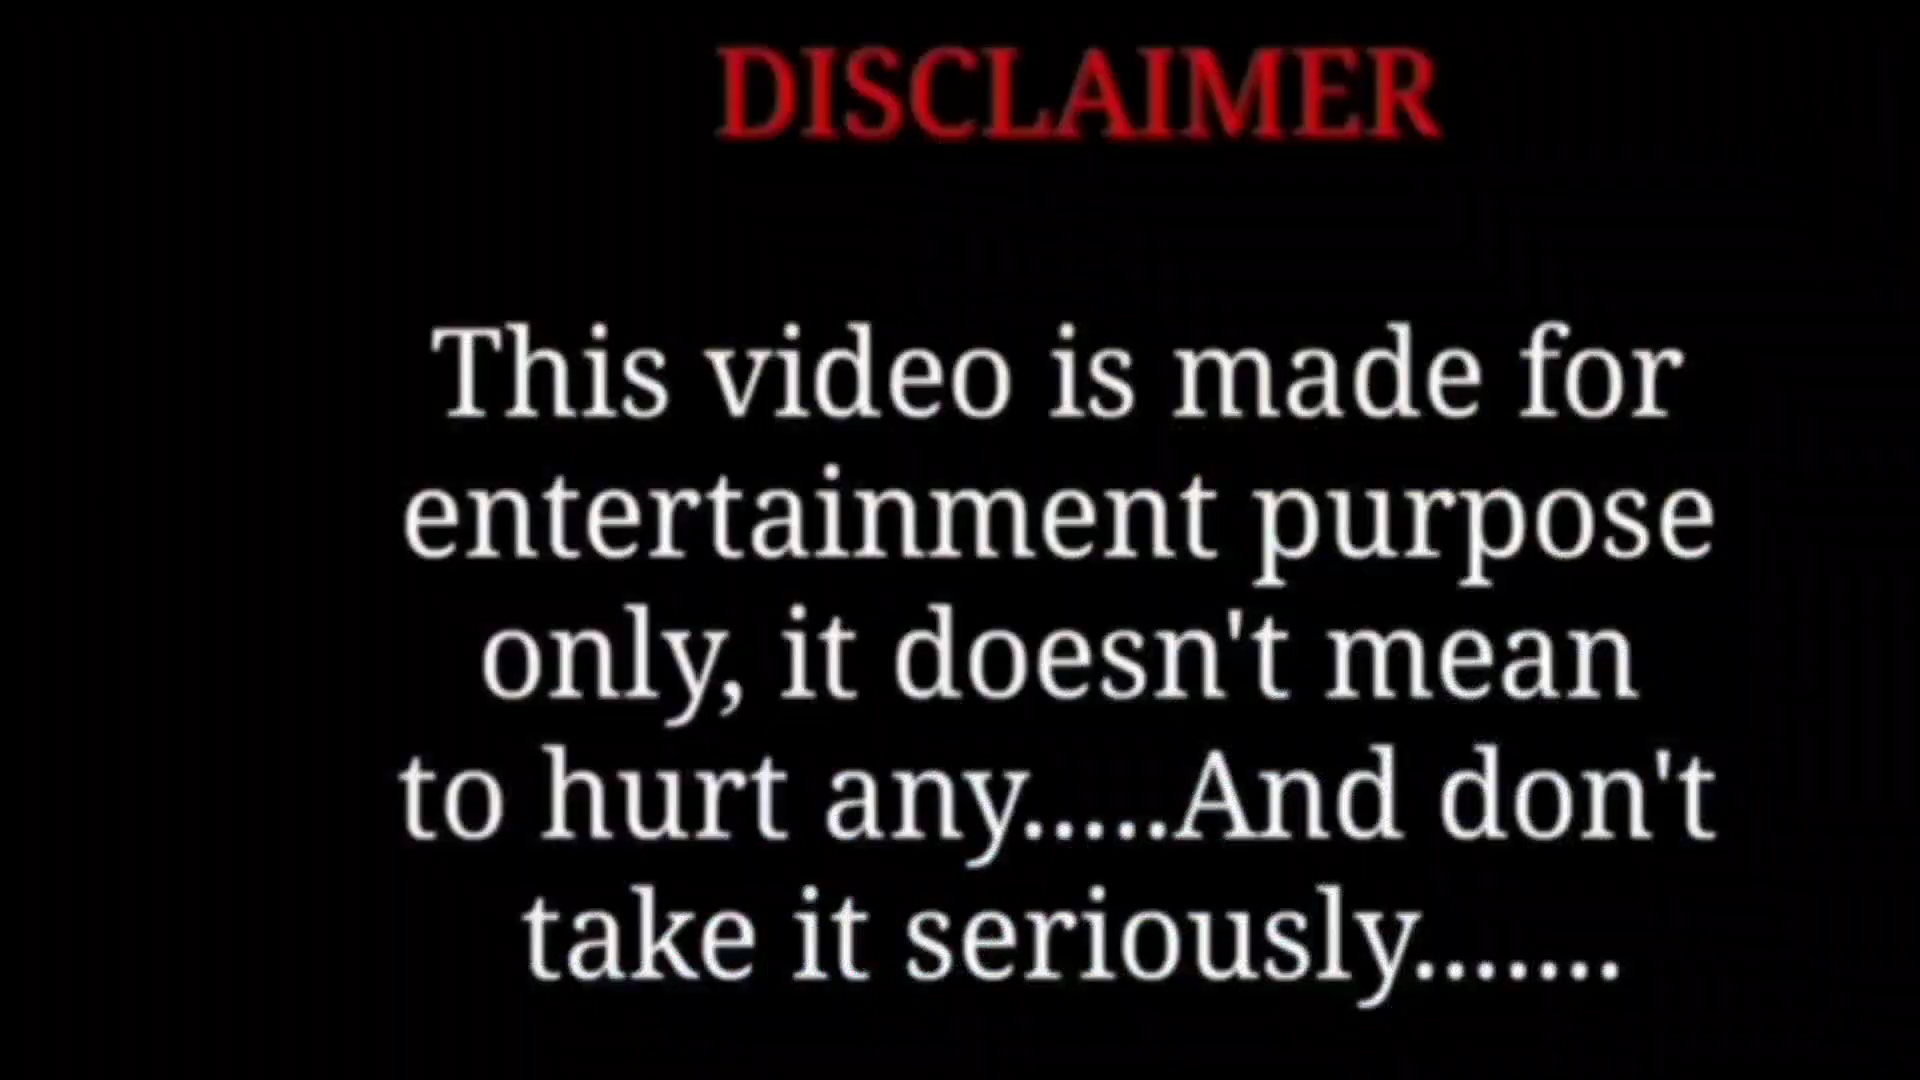 DISCLAIMER
This video is made for
entertainment purpose
only, it doesn't mean
to hurt any.....And don't
take it seriously.......